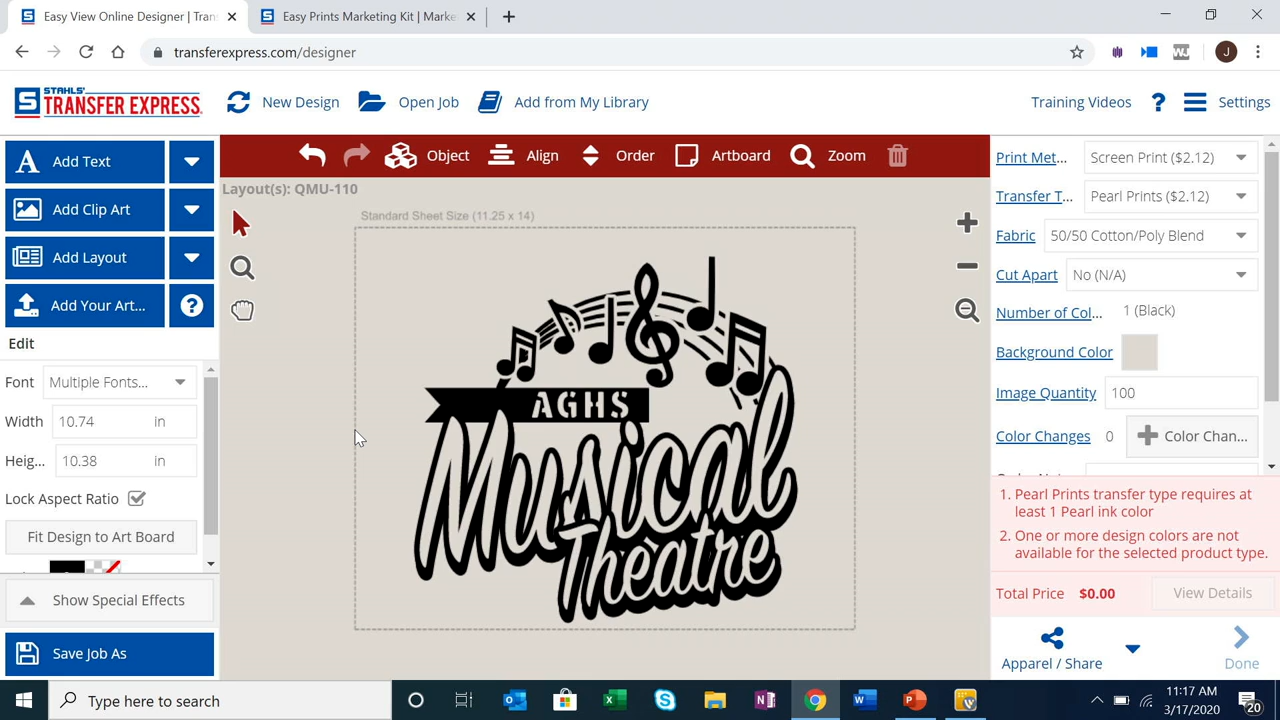 Easy View Online Designer | Tran
Easy Prints Marketing Kit | Marke
transferexpress.com/designer
WJ
J
STAHLS'
TRANSFER EXPRESS
New Design
Open Job
Add from My Library
Training Videos
?
Settings
Add Text
Add Clip Art
Add Layout
Add Your Art...
?
Edit
Font
Multiple Fonts...
Width
10.74
in
Heig...
10.38
in
Lock Aspect Ratio
Fit Design to Art Board
Show Special Effects
Save Job As
Object
Align
Order
Artboard
Zoom
Layout(s): QMU-110
Standard Sheet Size (11.25 x 14)
AGHS
Musical
Theatre
Print Met...
Screen Print ($2.12)
Transfer T...
Pearl Prints ($2.12)
Fabric
50/50 Cotton/Poly Blend
Cut Apart
No (N/A)
Number of Col...
1 (Black)
Background Color
Image Quantity
100
Color Changes
0
Color Chan...
1. Pearl Prints transfer type requires at
least 1 Pearl ink color
2. One or more design colors are not
available for the selected product type.
Total Price
$0.00
View Details
Apparel / Share
Done
Type here to search
11:17 AM
3/17/2020
20